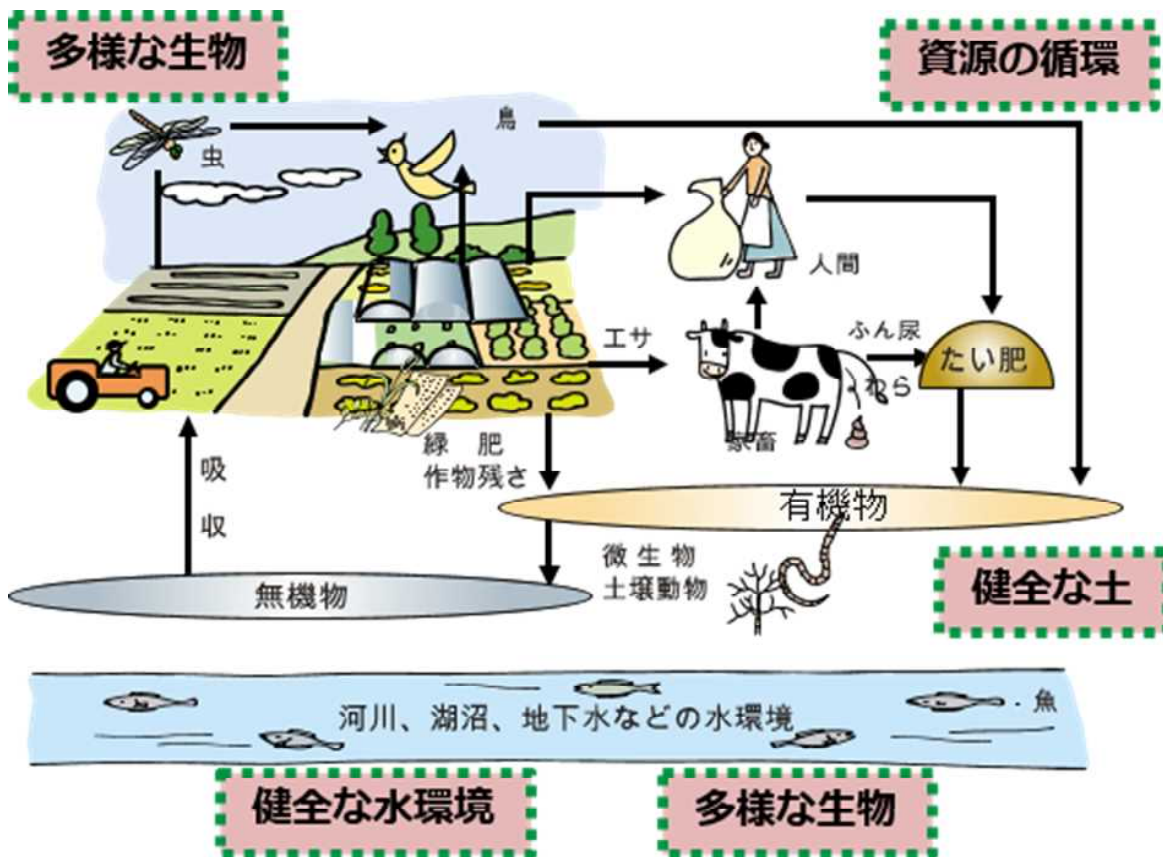 多様な生物
資源の循環
鳥
虫
人間
エサ
ふん尿
たい肥
わら
家畜
緑 肥
作物残さ
吸
収
有機物
微生物
土壌動物
無機物
健全な土
河川、湖沼、地下水などの水環境
・魚
健全な水環境
多様な生物